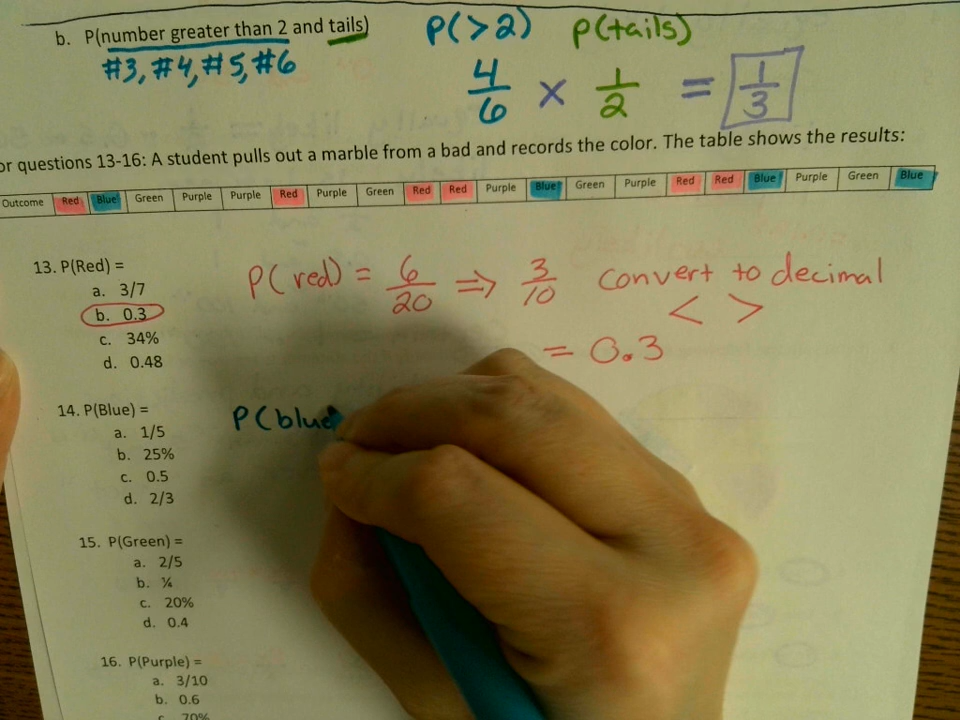 b. P(number greater than 2 and tails) P(>2) P(tails)
#3, #4, #5, #6 4/6 × 1/2 = 1/3
or questions 13-16: A student pulls out a marble from a bad and records the color. The table shows the results:
Outcome Red Blue Green Purple Purple Red Purple Green Red Red Purple Blue Green Purple Red Red Blue Purple Green Blue
13. P(Red) = P(red) = 6/20 ⇒ 3/10 convert to decimal
a. 3/7
b. 0.3 < >
c. 34% = 0.3
d. 0.48
14. P(Blue) = P(blue
a. 1/5
b. 25%
c. 0.5
d. 2/3
15. P(Green) =
a. 2/5
b. ¼
c. 20%
d. 0.4
16. P(Purple) =
a. 3/10
b. 0.6
c. 70%